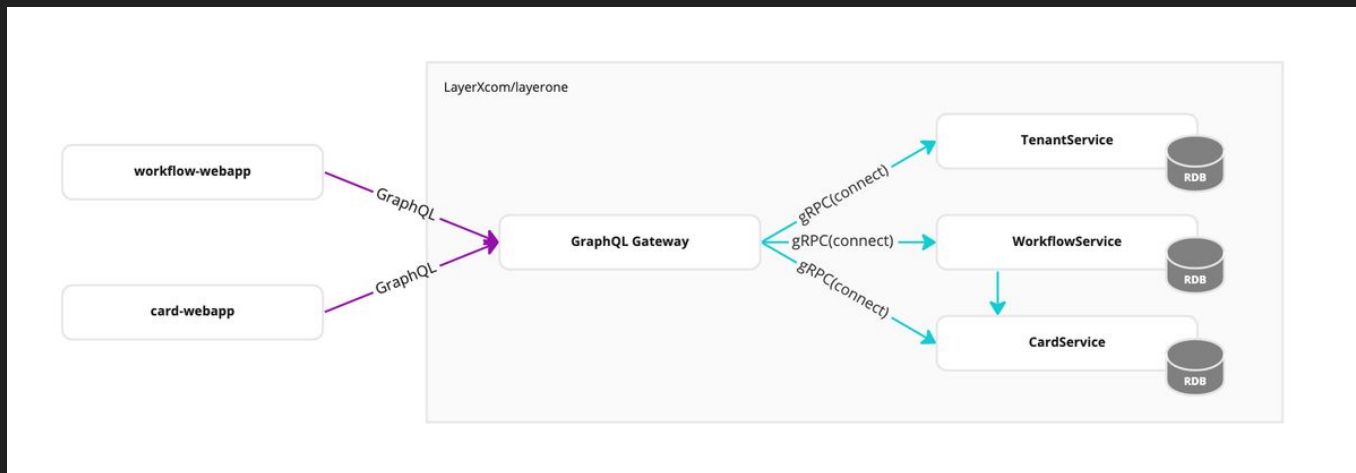 LayerXcom/layerone
workflow-webapp
GraphQL
card-webapp
GraphQL
GraphQL Gateway
gRPC(connect)
gRPC(connect)
gRPC(connect)
TenantService
RDB
WorkflowService
RDB
CardService
RDB